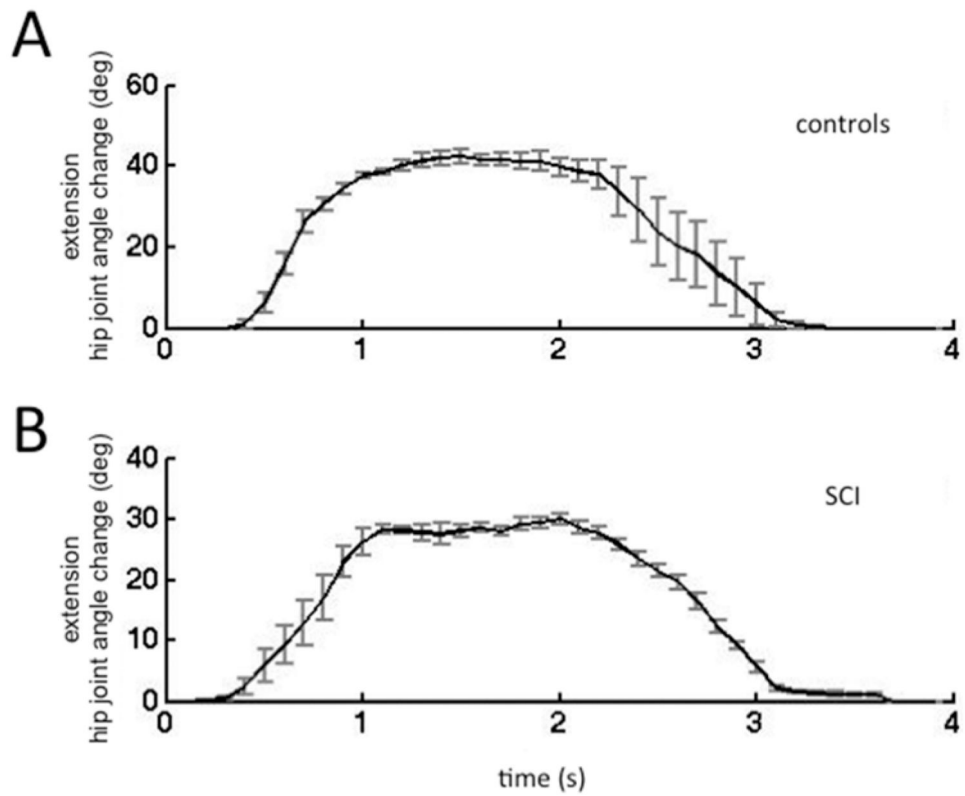 A
extension
hip joint angle change (deg)
60
40
20
0
controls
0 1 2 3 4
B
extension
hip joint angle change (deg)
40
30
20
10
0
SCI
0 1 2 3 4
time (s)